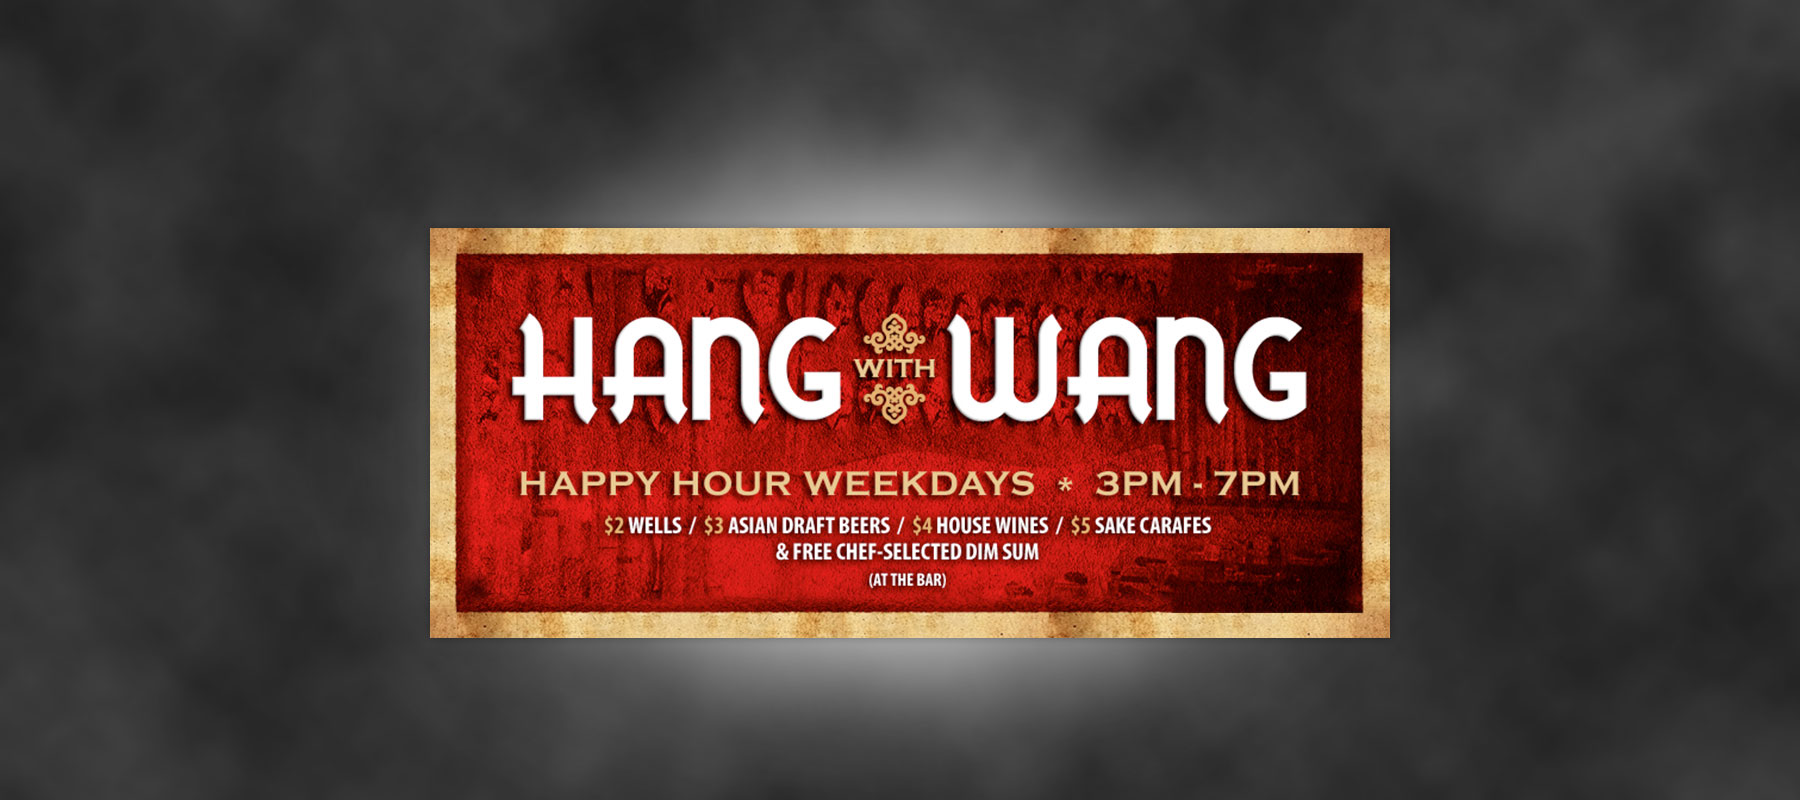 HANG WITH WANG
HAPPY HOUR WEEKDAYS * 3PM - 7PM
$2 WELLS / $3 ASIAN DRAFT BEERS / $4 HOUSE WINES / $5 SAKE CARAFES
& FREE CHEF-SELECTED DIM SUM
(AT THE BAR)